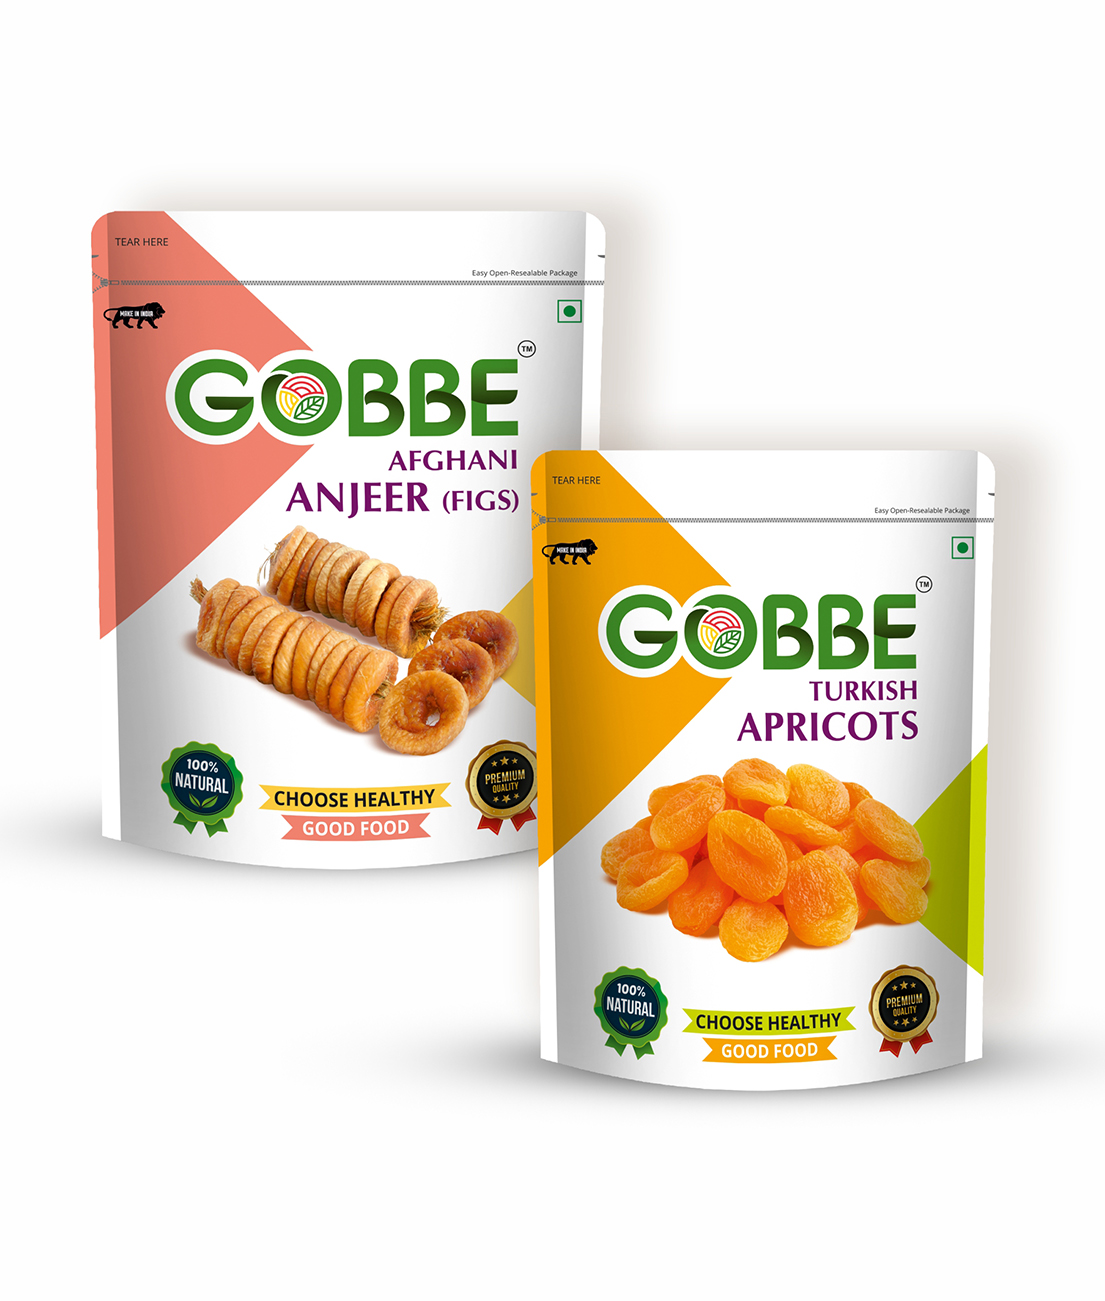 TEAR HERE
Easy Open-Resealable Package
MAKE IN INDIA
GOBBE TM
AFGHANI
ANJEER (FIGS)
100%
NATURAL
CHOOSE HEALTHY
GOOD FOOD
PREMIUM
QUALITY
TEAR HERE
Easy Open-Resealable Package
MAKE IN INDIA
GOBBE TM
TURKISH
APRICOTS
100%
NATURAL
CHOOSE HEALTHY
GOOD FOOD
PREMIUM
QUALITY